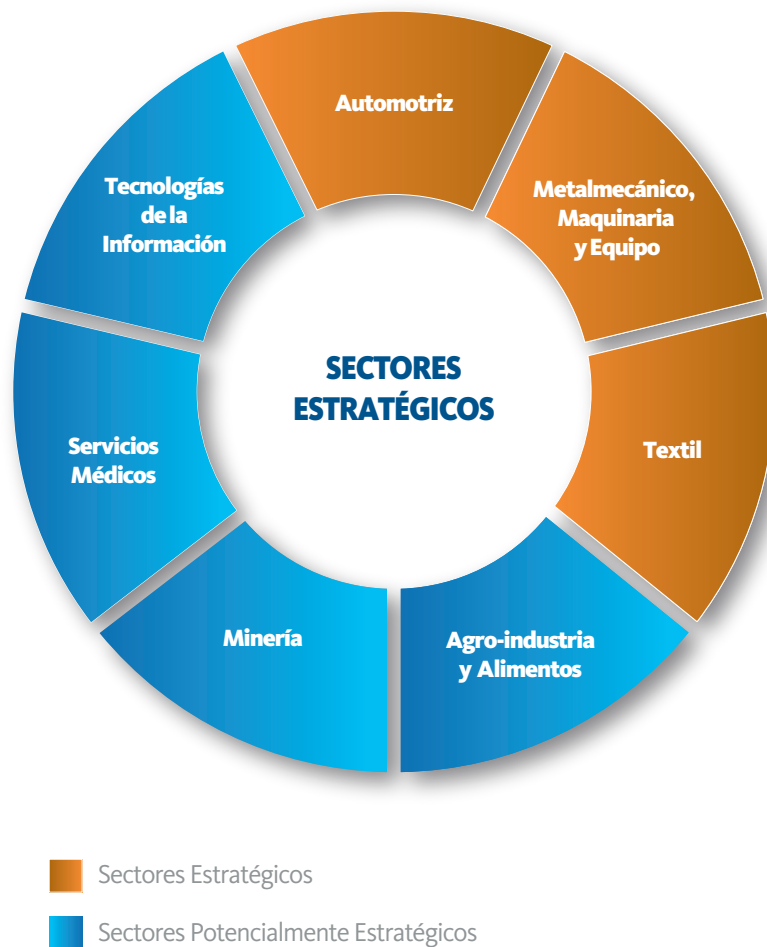 Automotriz
Metalmecánico,
Maquinaria
y Equipo
Textil
Agro-industria
y Alimentos
Minería
Servicios
Médicos
Tecnologías
de la
Información
SECTORES
ESTRATÉGICOS
Sectores Estratégicos
Sectores Potencialmente Estratégicos